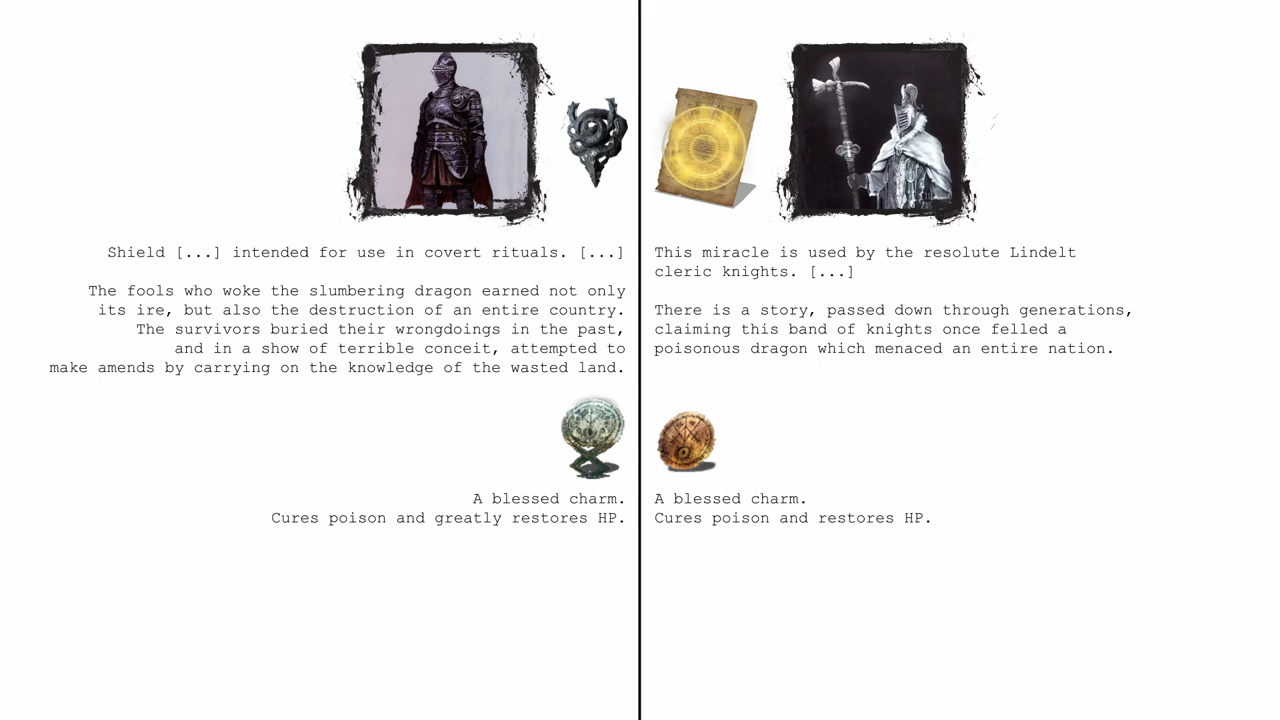 Shield [...] intended for use in covert rituals. [...]
The fools who woke the slumbering dragon earned not only
its ire, but also the destruction of an entire country.
The survivors buried their wrongdoings in the past,
and in a show of terrible conceit, attempted to
make amends by carrying on the knowledge of the wasted land.
A blessed charm.
Cures poison and greatly restores HP.
This miracle is used by the resolute Lindelt
cleric knights. [...]
There is a story, passed down through generations,
claiming this band of knights once felled a
poisonous dragon which menaced an entire nation.
A blessed charm.
Cures poison and restores HP.